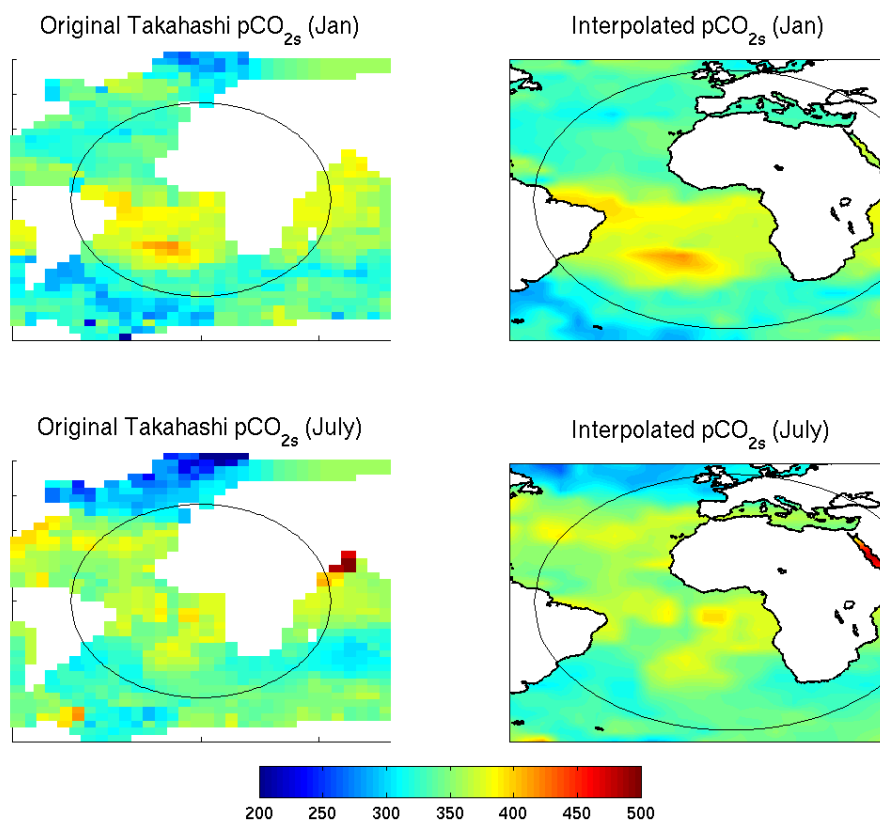 Original Takahashi pCO2s (Jan)
Interpolated pCO2s (Jan)
Original Takahashi pCO2s (July)
Interpolated pCO2s (July)
200 250 300 350 400 450 500